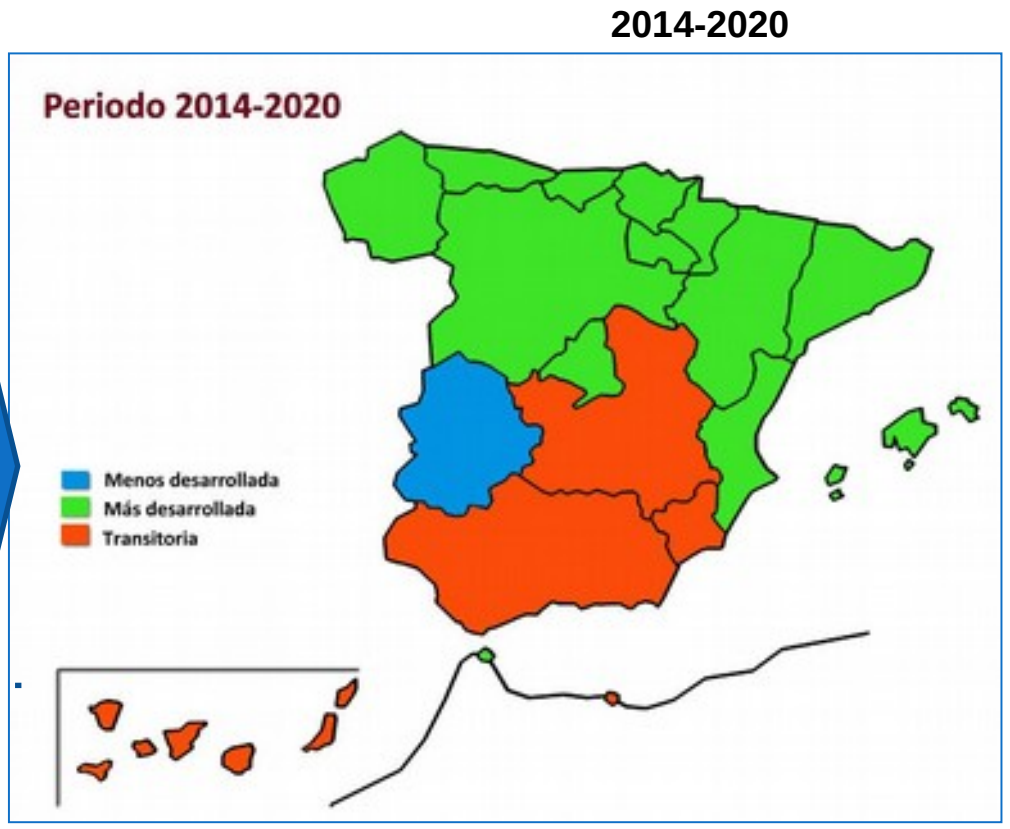 2014-2020
Periodo 2014-2020
Menos desarrollada
Más desarrollada
Transitoria
.